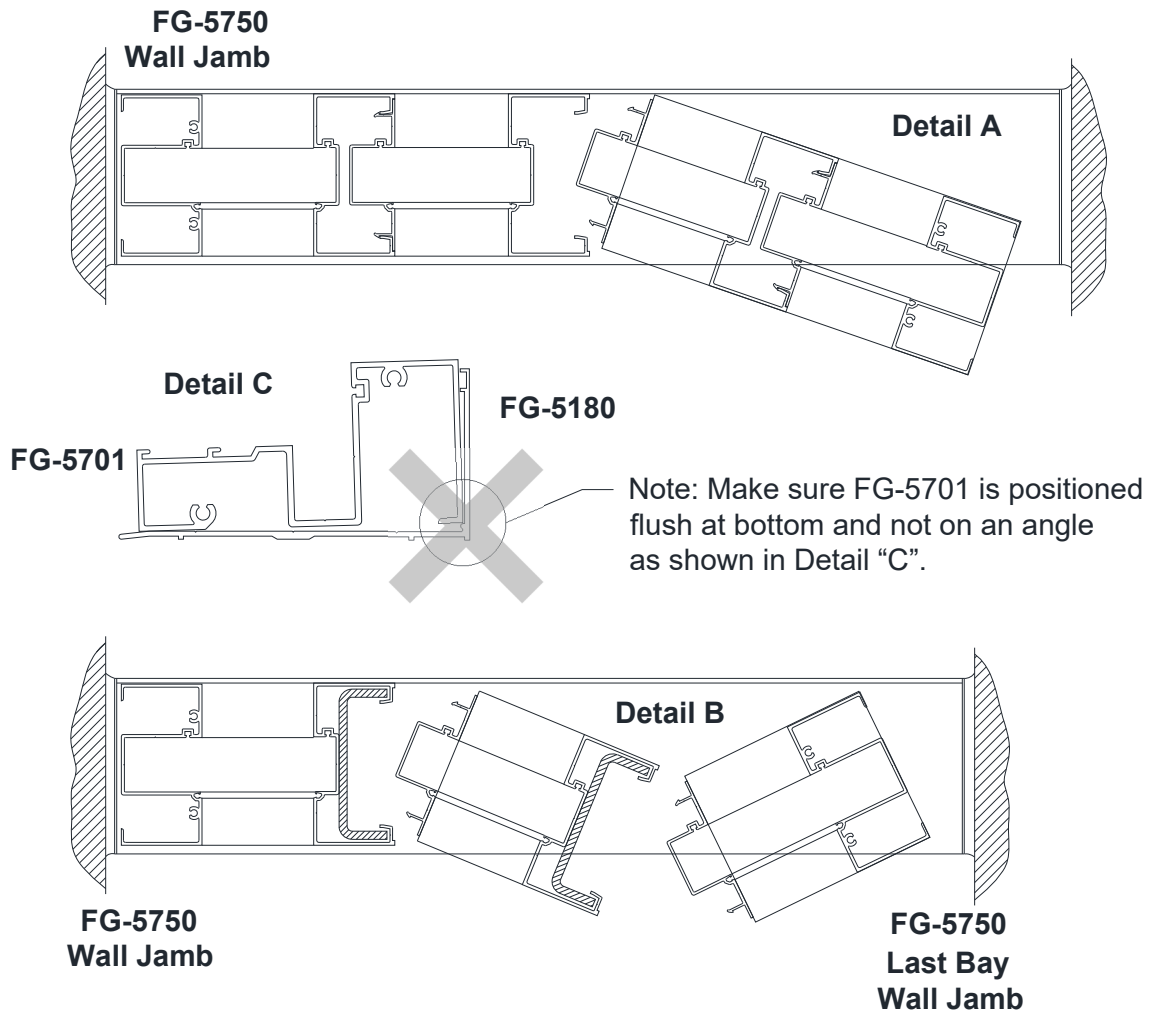 FG-5750
Wall Jamb
Detail A
Detail C
FG-5180
FG-5701
Note: Make sure FG-5701 is positioned
flush at bottom and not on an angle
as shown in Detail “C”.
Detail B
FG-5750
Wall Jamb
FG-5750
Last Bay
Wall Jamb